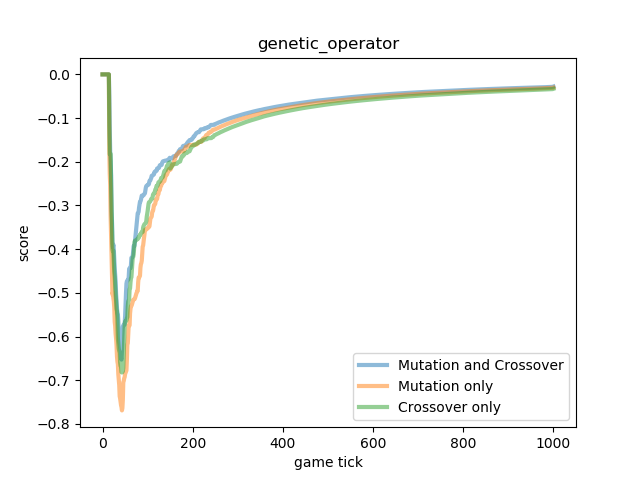 genetic_operator
0.0
−0.1
−0.2
−0.3
−0.4
−0.5
−0.6
−0.7
−0.8
score
Mutation and Crossover
Mutation only
Crossover only
0 200 400 600 800 1000
game tick